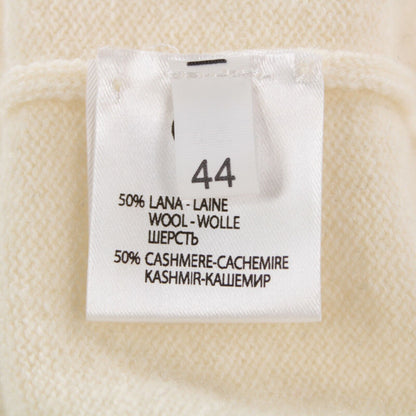 44
50% LANA - LAINE
WOOL - WOLLE
ШЕРСТЬ
50% CASHMERE-CACHEMIRE
KASHMIR-КАШЕМИР